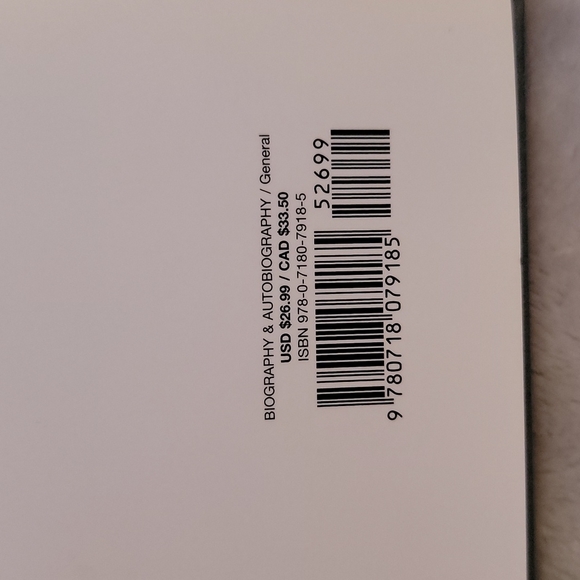 BIOGRAPHY & AUTOBIOGRAPHY / General
USD $26.99 / CAD $33.50
ISBN 978-0-7180-7918-5
52699
9 780718 079185